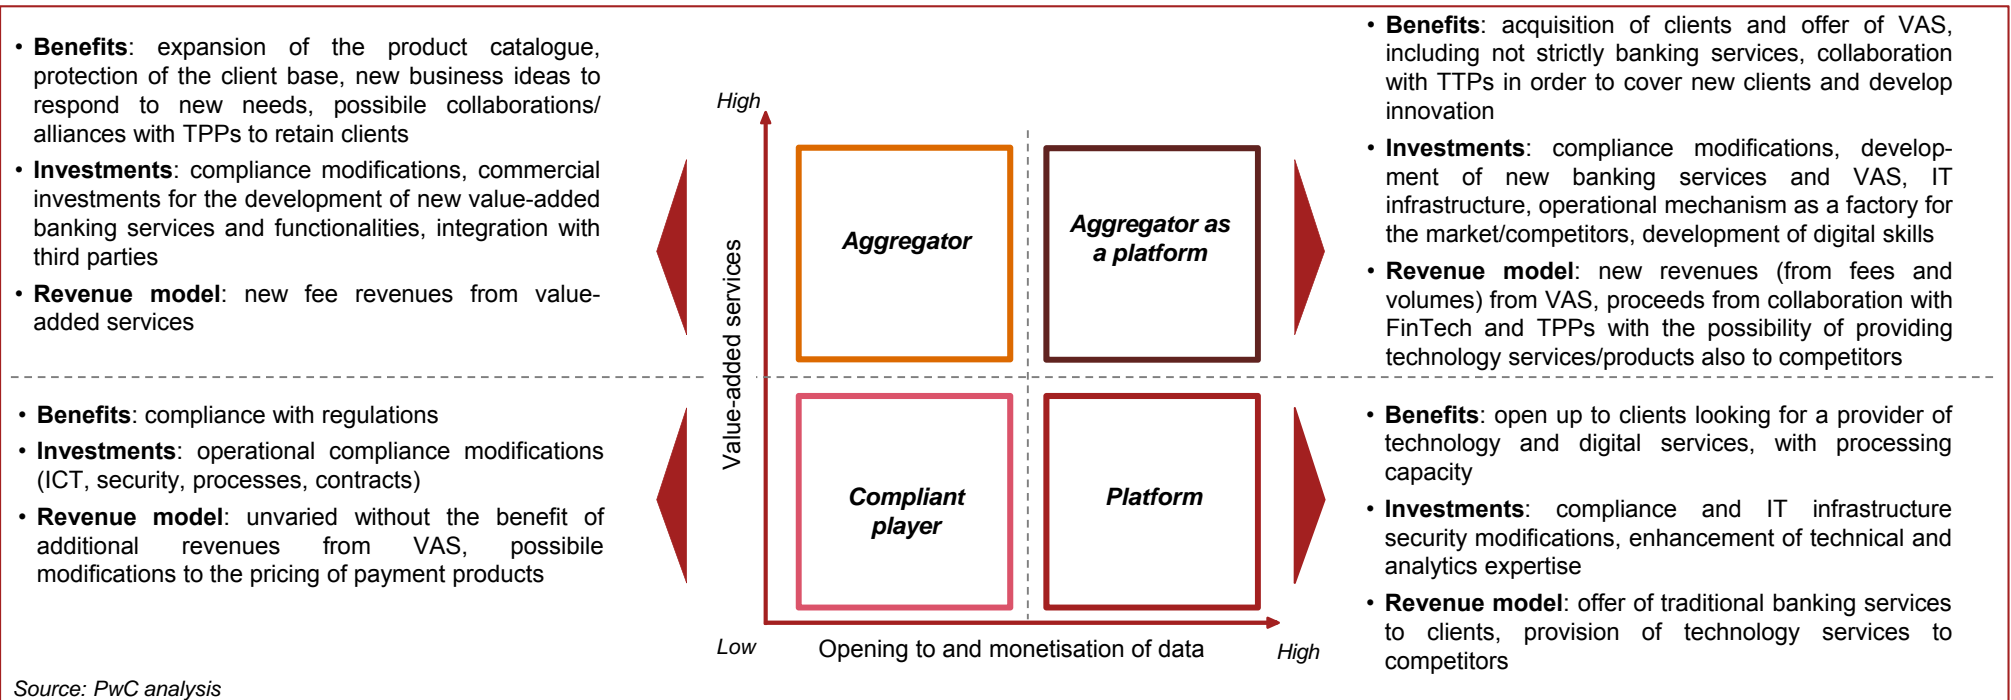 • Benefits: expansion of the product catalogue,
protection of the client base, new business ideas to
respond to new needs, possibile collaborations/
alliances with TPPs to retain clients
• Investments: compliance modifications, commercial
investments for the development of new value-added
banking services and functionalities, integration with
third parties
• Revenue model: new fee revenues from value-
added services
• Benefits: compliance with regulations
• Investments: operational compliance modifications
(ICT, security, processes, contracts)
• Revenue model: unvaried without the benefit of
additional revenues from VAS, possibile
modifications to the pricing of payment products
High
Value-added services
Aggregator
Aggregator as
a platform
Compliant
player
Platform
Low
Opening to and monetisation of data
High
• Benefits: acquisition of clients and offer of VAS,
including not strictly banking services, collaboration
with TTPs in order to cover new clients and develop
innovation
• Investments: compliance modifications, develop-
ment of new banking services and VAS, IT
infrastructure, operational mechanism as a factory for
the market/competitors, development of digital skills
• Revenue model: new revenues (from fees and
volumes) from VAS, proceeds from collaboration with
FinTech and TPPs with the possibility of providing
technology services/products also to competitors
• Benefits: open up to clients looking for a provider of
technology and digital services, with processing
capacity
• Investments: compliance and IT infrastructure
security modifications, enhancement of technical and
analytics expertise
• Revenue model: offer of traditional banking services
to clients, provision of technology services to
competitors
Source: PwC analysis